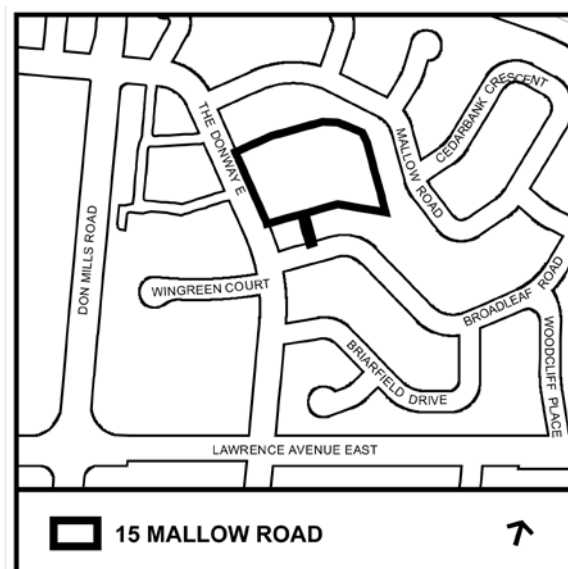 CEDARBANK CRESCENT
THE DONWAY E
MALLOW ROAD
DON MILLS ROAD
WINGREEN COURT
BROADLEAF ROAD
BRIARFIELD DRIVE
WOODCLIFF PLACE
LAWRENCE AVENUE EAST
15 MALLOW ROAD